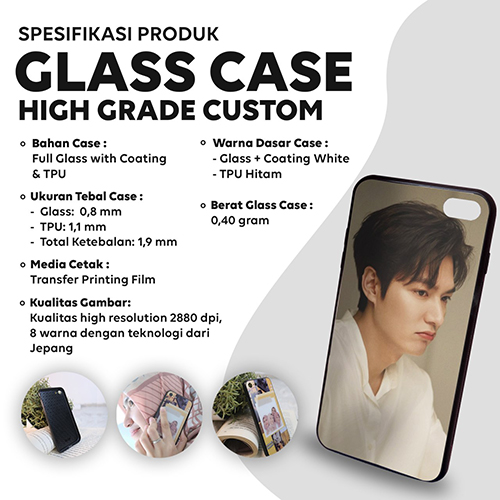 SPESIFIKASI PRODUK
GLASS CASE
HIGH GRADE CUSTOM
Bahan Case :
Full Glass with Coating
& TPU
Ukuran Tebal Case :
- Glass: 0,8 mm
- TPU: 1,1 mm
- Total Ketebalan: 1,9 mm
Media Cetak :
Transfer Printing Film
Kualitas Gambar:
Kualitas high resolution 2880 dpi,
8 warna dengan teknologi dari
Jepang
Warna Dasar Case :
- Glass + Coating White
- TPU Hitam
Berat Glass Case :
0,40 gram